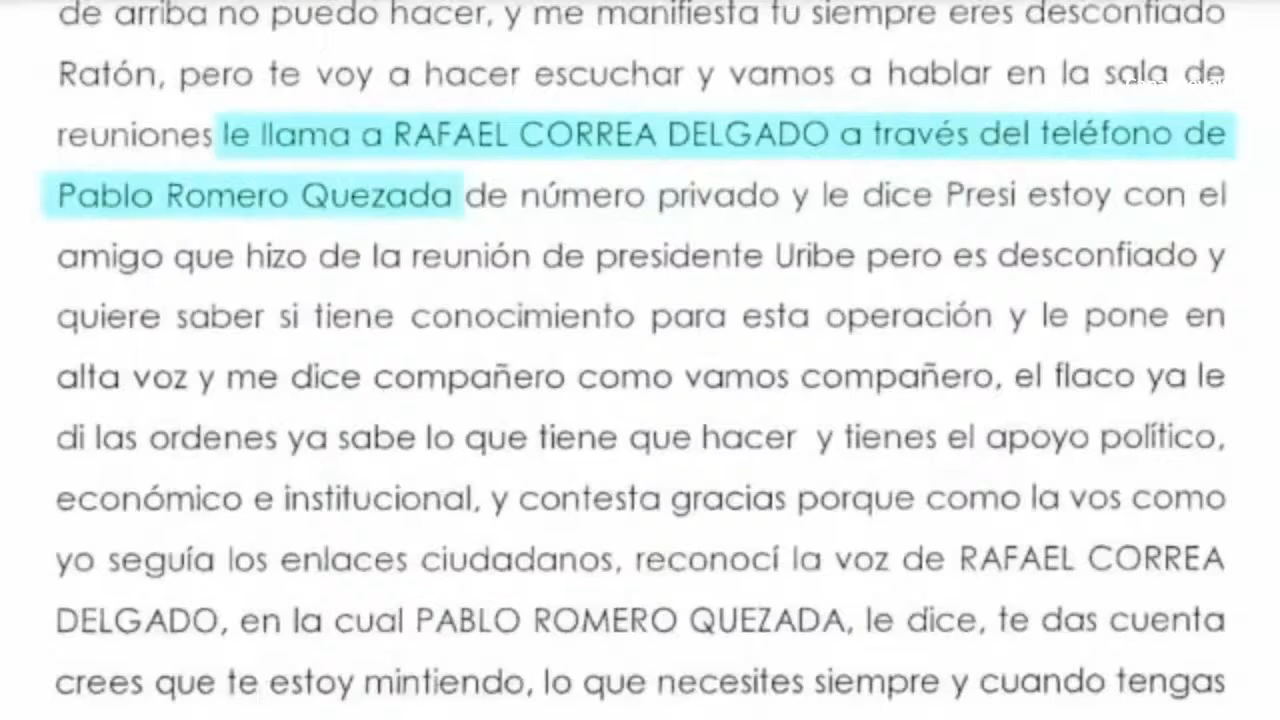 de arriba no puedo hacer, y me manifiesta tu siempre eres desconfiado
Ratón, pero te voy a hacer escuchar y vamos a hablar en la sala de
reuniones le llama a RAFAEL CORREA DELGADO a través del teléfono de
Pablo Romero Quezada de número privado y le dice Presi estoy con el
amigo que hizo de la reunión de presidente Uribe pero es desconfiado y
quiere saber si tiene conocimiento para esta operación y le pone en
alta voz y me dice compañero como vamos compañero, el flaco ya le
di las ordenes ya sabe lo que tiene que hacer y tienes el apoyo político,
económico e institucional, y contesta gracias porque como la vos como
yo seguía los enlaces ciudadanos, reconocí la voz de RAFAEL CORREA
DELGADO, en la cual PABLO ROMERO QUEZADA, le dice, te das cuenta
crees que te estoy mintiendo, lo que necesites siempre y cuando tengas